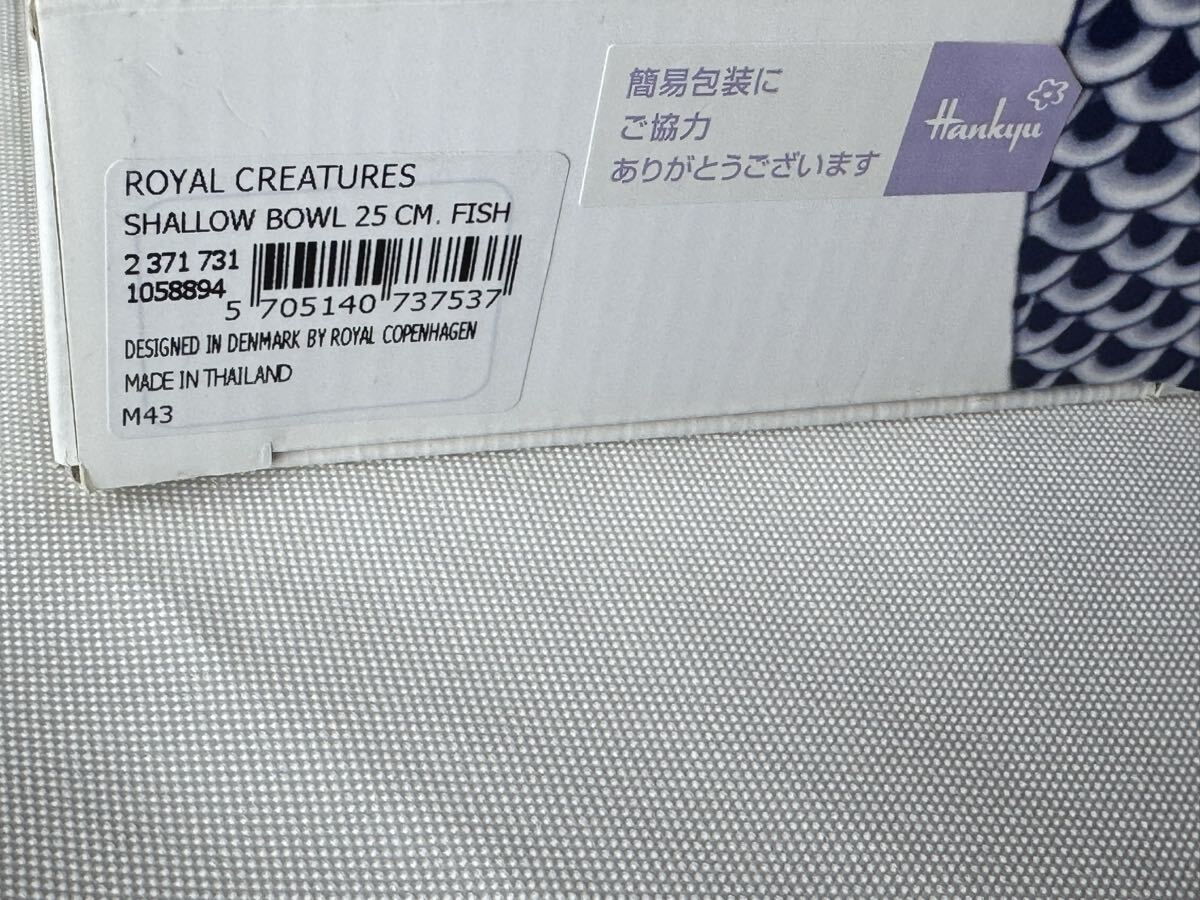 ROYAL CREATURES
SHALLOW BOWL 25 CM. FISH
2 371 731
1058894
5 705140 737537
DESIGNED IN DENMARK BY ROYAL COPENHAGEN
MADE IN THAILAND
M43
簡易包装に
ご協力
ありがとうございます
Hankyu